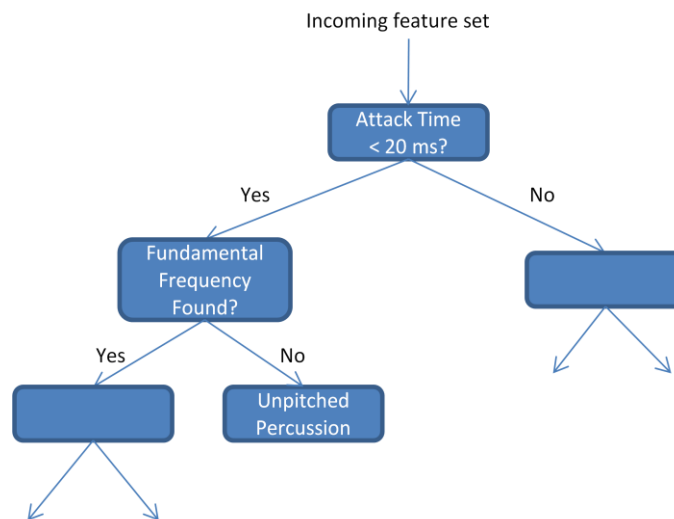 Incoming feature set
Attack Time
< 20 ms?
Yes
No
Fundamental
Frequency
Found?
Yes
No
Unpitched
Percussion